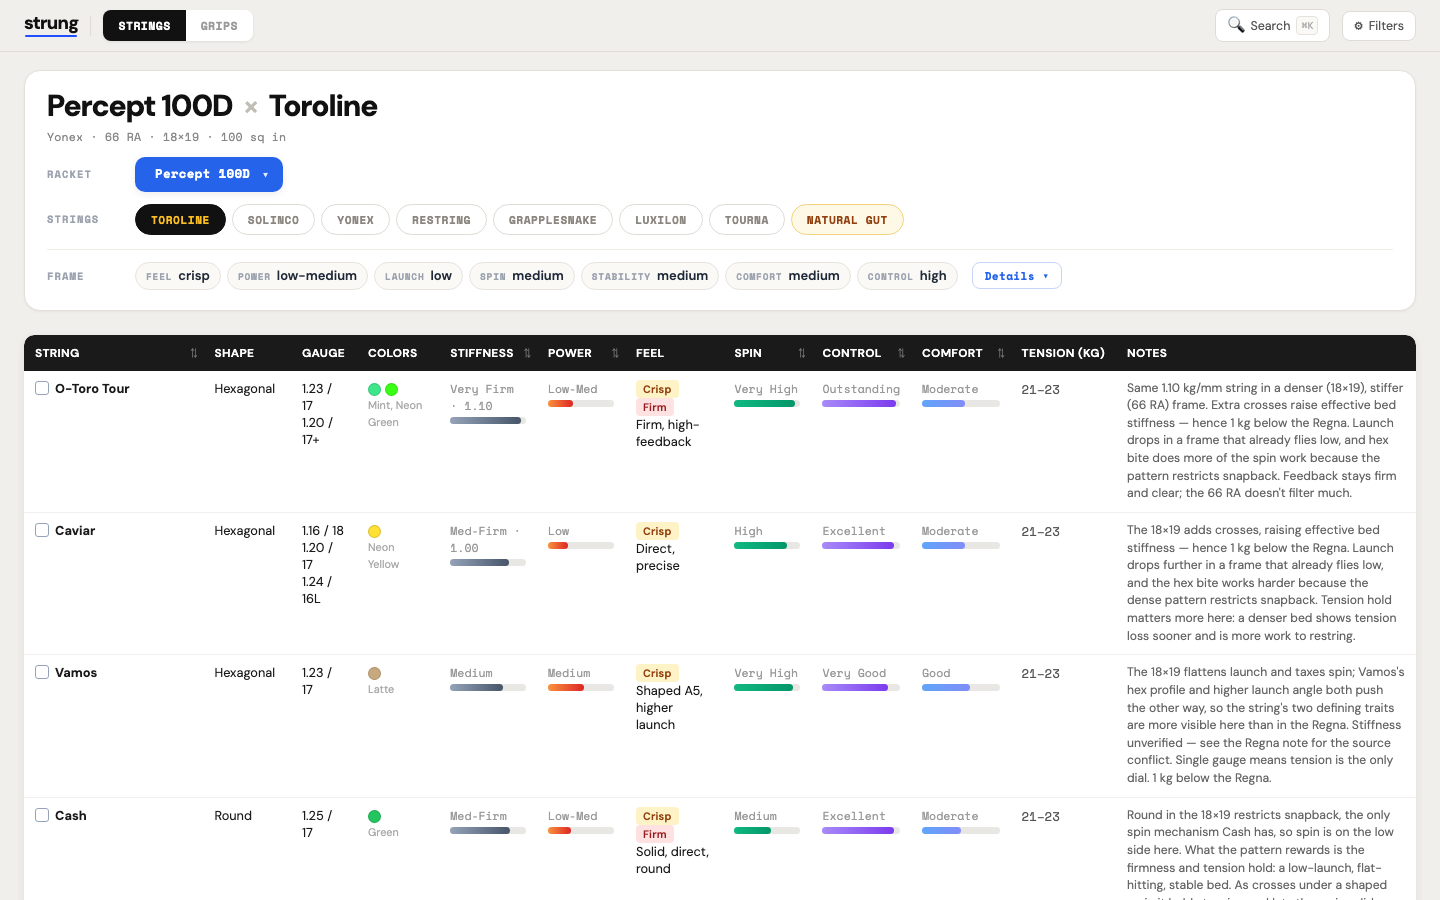 strung
STRINGS GRIPS
Search ⌘K
Filters
Percept 100D × Toroline
Yonex · 66 RA · 18×19 · 100 sq in
RACKET Percept 100D ▾
STRINGS TOROLINE SOLINCO YONEX RESTRING GRAPPLESNAKE LUXILON TOURNA NATURAL GUT
FRAME FEEL crisp POWER low-medium LAUNCH low SPIN medium STABILITY medium COMFORT medium CONTROL high Details ▾
STRING SHAPE GAUGE COLORS STIFFNESS POWER FEEL SPIN CONTROL COMFORT TENSION (KG) NOTES
O-Toro Tour
Hexagonal
1.23 /
17
1.20 /
17+
Mint, Neon
Green
Very Firm
· 1.10
Low-Med
Crisp
Firm
Firm, high-
feedback
Very High
Outstanding
Moderate
21–23
Same 1.10 kg/mm string in a denser (18×19), stiffer
(66 RA) frame. Extra crosses raise effective bed
stiffness — hence 1 kg below the Regna. Launch
drops in a frame that already flies low, and hex
bite does more of the spin work because the
pattern restricts snapback. Feedback stays firm
and clear; the 66 RA doesn't filter much.
Caviar
Hexagonal
1.16 / 18
1.20 /
17
1.24 /
16L
Neon
Yellow
Med-Firm ·
1.00
Low
Crisp
Direct,
precise
High
Excellent
Moderate
21–23
The 18×19 adds crosses, raising effective bed
stiffness — hence 1 kg below the Regna. Launch
drops further in a frame that already flies low,
and the hex bite works harder because the
dense pattern restricts snapback. Tension hold
matters more here: a denser bed shows tension
loss sooner and is more work to restring.
Vamos
Hexagonal
1.23 /
17
Latte
Medium
Medium
Crisp
Shaped A5,
higher
launch
Very High
Very Good
Good
21–23
The 18×19 flattens launch and taxes spin; Vamos's
hex profile and higher launch angle both push
the other way, so the string's two defining traits
are more visible here than in the Regna. Stiffness
unverified — see the Regna note for the source
conflict. Single gauge means tension is the only
dial. 1 kg below the Regna.
Cash
Round
1.25 /
17
Green
Med-Firm
Low-Med
Crisp
Firm
Solid, direct,
round
Medium
Excellent
Moderate
21–23
Round in the 18×19 restricts snapback, the only
spin mechanism Cash has, so spin is on the low
side here. What the pattern rewards is the
firmness and tension hold: a low-launch, flat-
hitting, stable bed. As crosses under a shaped